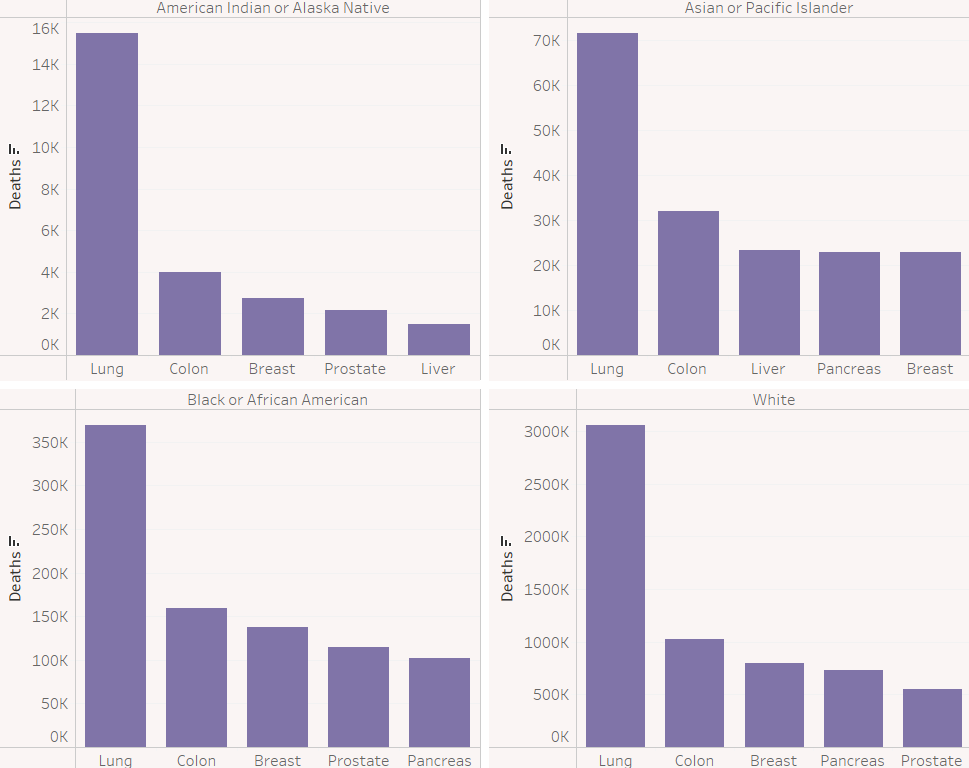 American Indian or Alaska Native
16K
14K
12K
10K
8K
6K
4K
2K
0K
Deaths
Lung Colon Breast Prostate Liver
Asian or Pacific Islander
70K
60K
50K
40K
30K
20K
10K
0K
Deaths
Lung Colon Liver Pancreas Breast
Black or African American
350K
300K
250K
200K
150K
100K
50K
0K
Deaths
Lung Colon Breast Prostate Pancreas
White
3000K
2500K
2000K
1500K
1000K
500K
0K
Deaths
Lung Colon Breast Pancreas Prostate